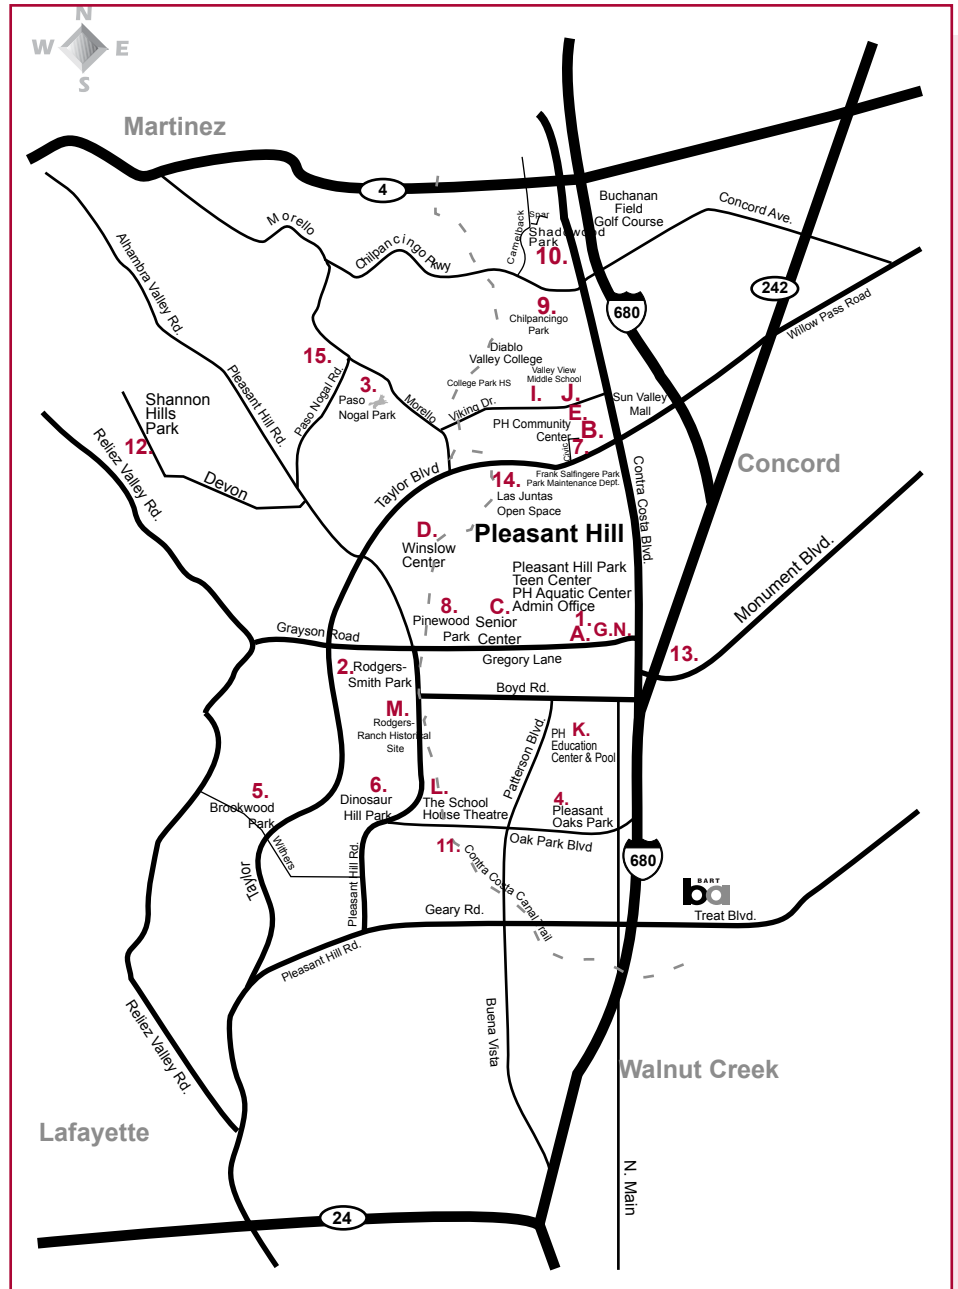 N
W E
S
Martinez
4
Morello
Chilpancingo Pkwy
Alhambra Valley Rd.
Camelback
Spar
Shadowood
Park
10.
Buchanan
Field
Golf Course
Concord Ave.
242
680
Willow Pass Road
9.
Chilpancingo
Park
Diablo
Valley College
Valley View
Middle School
College Park HS
I. J.
Sun Valley
Mall
15.
3.
Paso
Nogal Park
Paso Nogal Rd.
Morello
Viking Dr.
Pleasant Hill Rd.
E.
PH Community
Center
B.
7.
Civic
Shannon
Hills
Park
12.
Devon
Reliez Valley Rd.
Taylor Blvd
Frank Salfingere Park
Park Maintenance Dept.
14.
Las Juntas
Open Space
Contra Costa Blvd.
Concord
D.
Winslow
Center
Pleasant Hill
Pleasant Hill Park
Teen Center
PH Aquatic Center
Admin Office
Monument Blvd.
8.
Pinewood
Park
C.
Senior
Center
1.
A. G.N.
Grayson Road
Gregory Lane
13.
2. Rodgers-
Smith Park
Boyd Rd.
M.
Rodgers-
Ranch Historical
Site
Patterson Blvd.
PH K.
Education
Center & Pool
5.
Brookwood
Park
6.
Dinosaur
Hill Park
L.
The School
House Theatre
4.
Pleasant
Oaks Park
Withers
Taylor
Pleasant Hill Rd.
11.
Contra Costa Canal Trail
Oak Park Blvd
680
BART
ba
Treat Blvd.
Geary Rd.
Pleasant Hill Rd.
Reliez Valley Rd.
Buena Vista
Walnut Creek
Lafayette
N. Main
24